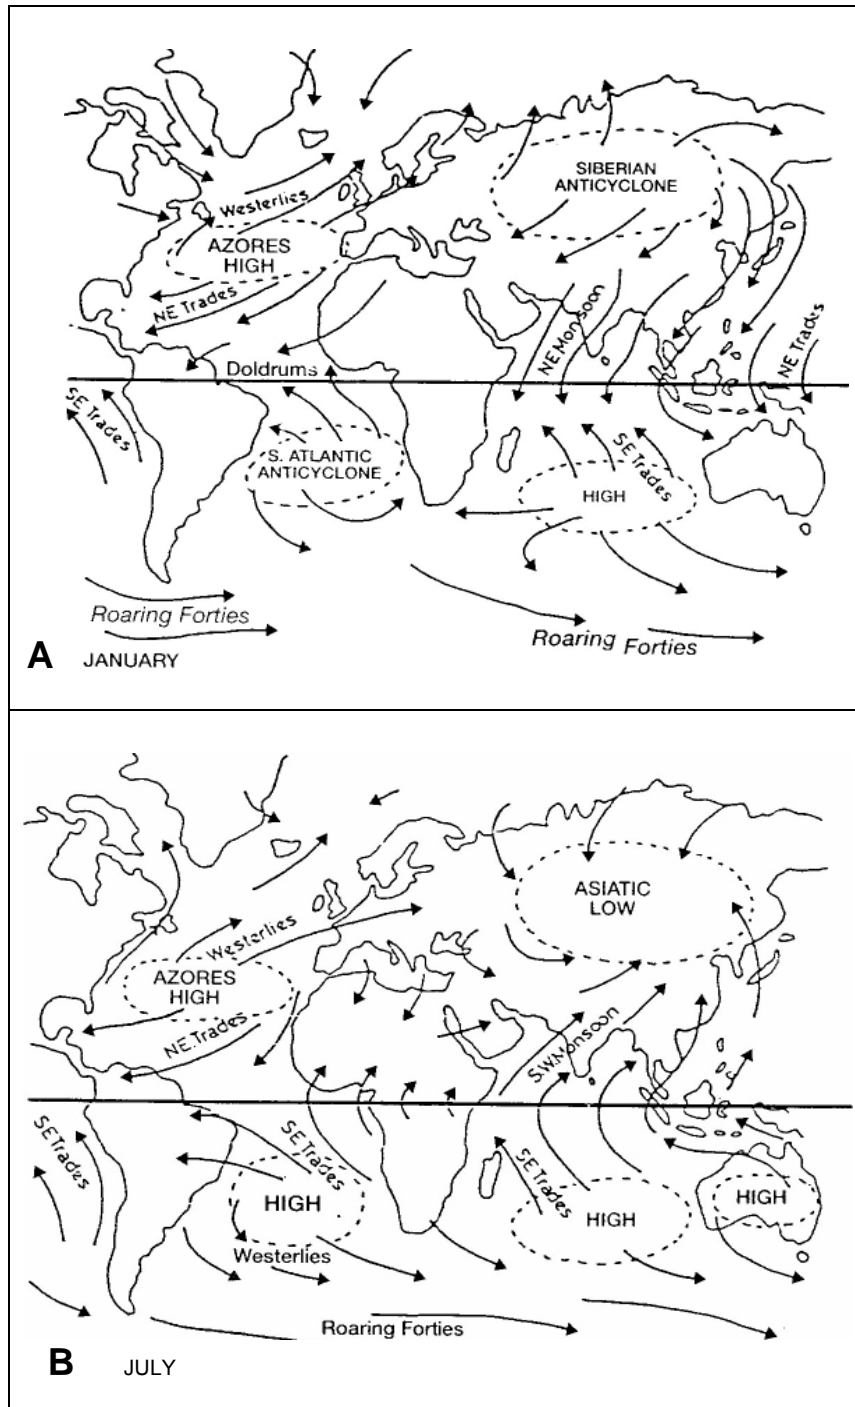 Westerlies
SIBERIAN
ANTICYCLONE
AZORES
HIGH
NE Trades
NE Monsoon
NE Trades
Doldrums
SE Trades
S. ATLANTIC
ANTICYCLONE
SE Trades
HIGH
Roaring Forties
Roaring Forties
A
JANUARY
ASIATIC
LOW
Westerlies
AZORES
HIGH
NE.Trades
S.W.Monsoon
SE Trades
SE Trades
SE Trades
HIGH
HIGH
HIGH
Westerlies
Roaring Forties
B
JULY